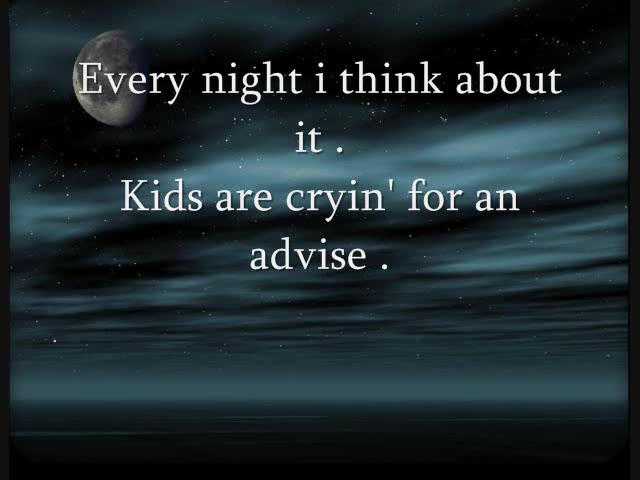 Every night i think about
it .
Kids are cryin' for an
advise .